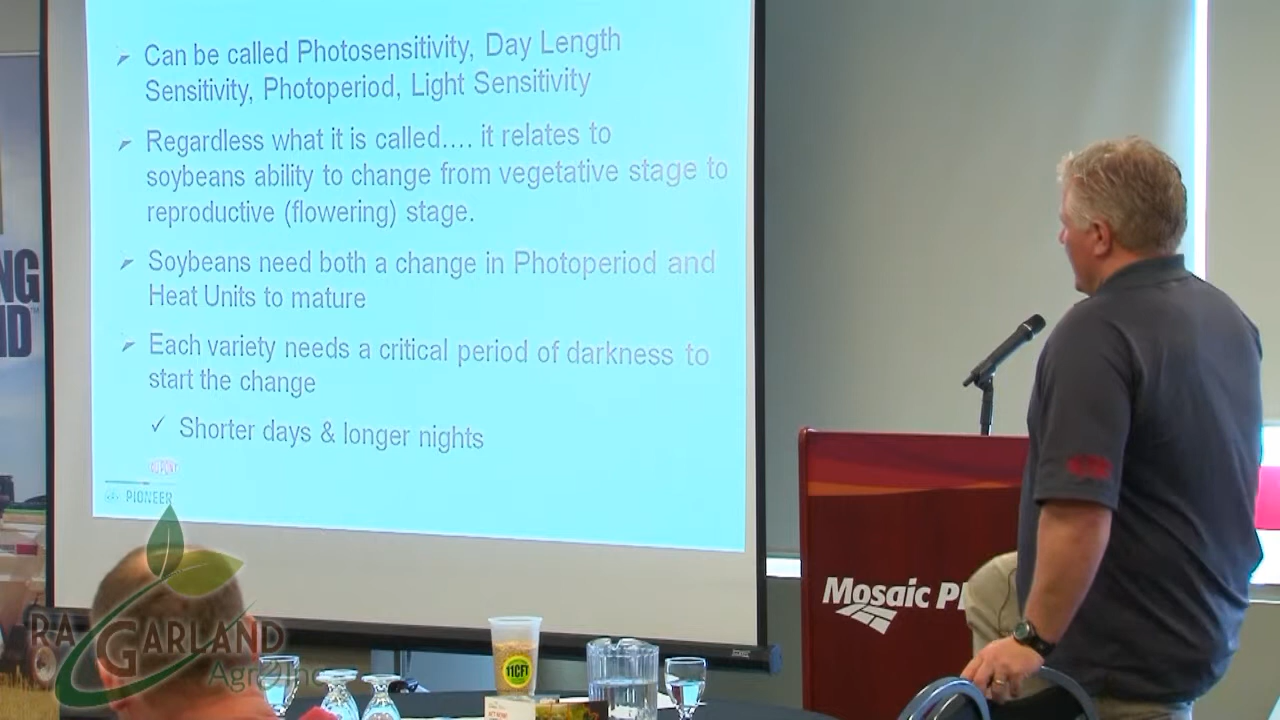 Can be called Photosensitivity, Day Length
Sensitivity, Photoperiod, Light Sensitivity
Regardless what it is called.... it relates to
soybeans ability to change from vegetative stage to
reproductive (flowering) stage.
Soybeans need both a change in Photoperiod and
Heat Units to mature
Each variety needs a critical period of darkness to
start the change
✓ Shorter days & longer nights
DUPONT
PIONEER
NG
D
Mosaic Pl
11CFT
RA GARLAND
Agro Inc